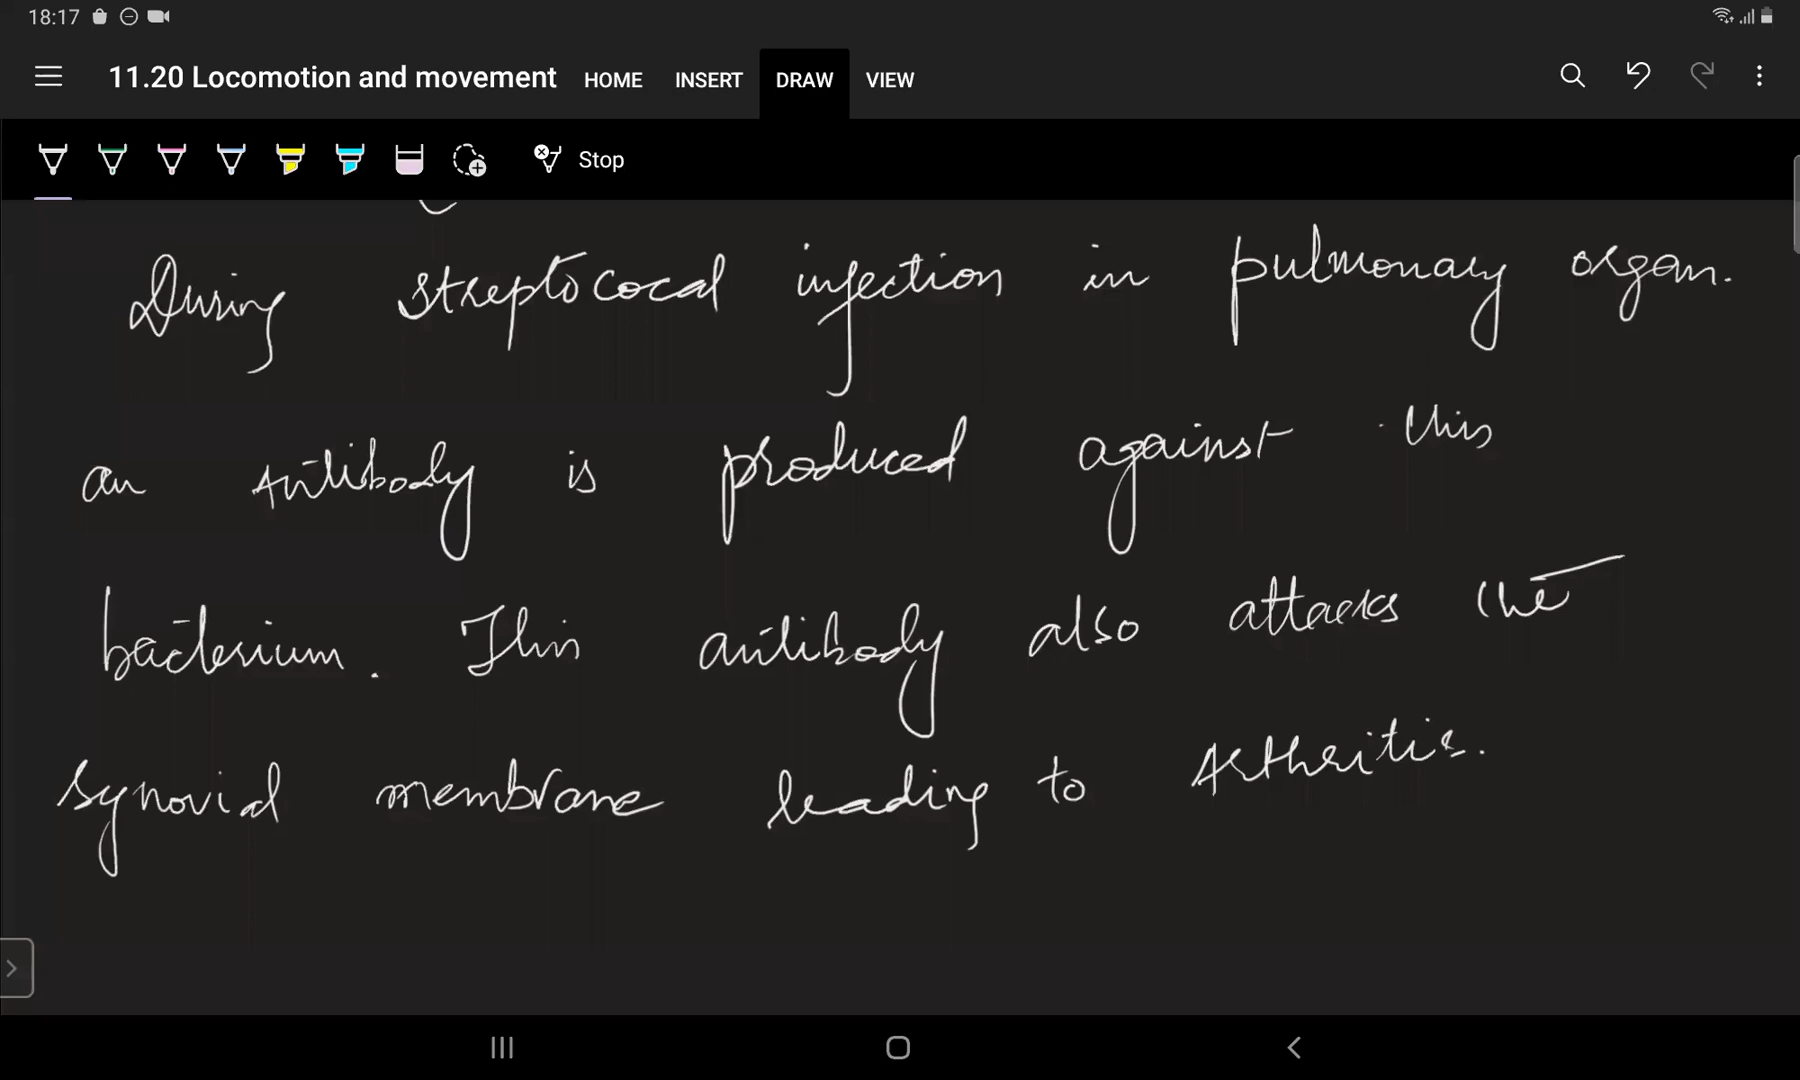 18:17
11.20 Locomotion and movement HOME INSERT DRAW VIEW
Stop
During streptococal infection in pulmonary organ.
an antibody is produced against this
bacterium. This antibody also attacks the
synovial membrane leading to Arthritis.